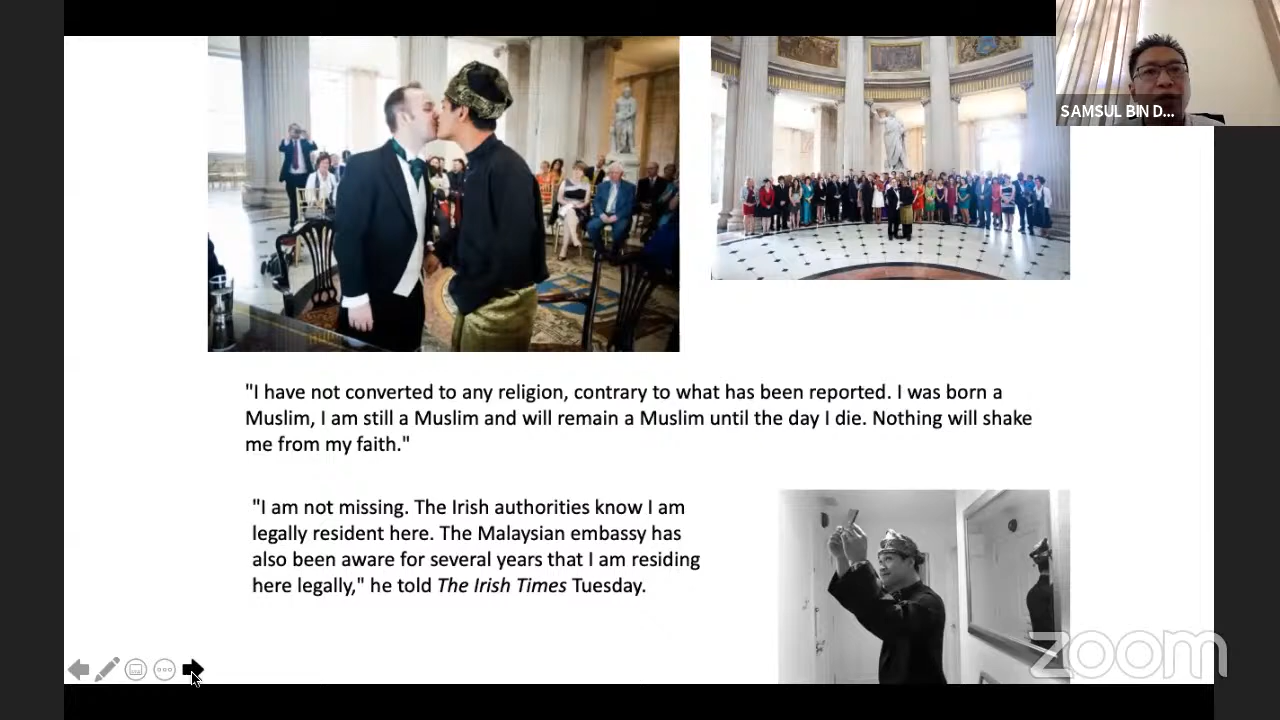 SAMSUL BIN D...
"I have not converted to any religion, contrary to what has been reported. I was born a
Muslim, I am still a Muslim and will remain a Muslim until the day I die. Nothing will shake
me from my faith."
"I am not missing. The Irish authorities know I am
legally resident here. The Malaysian embassy has
also been aware for several years that I am residing
here legally," he told The Irish Times Tuesday.
zoom